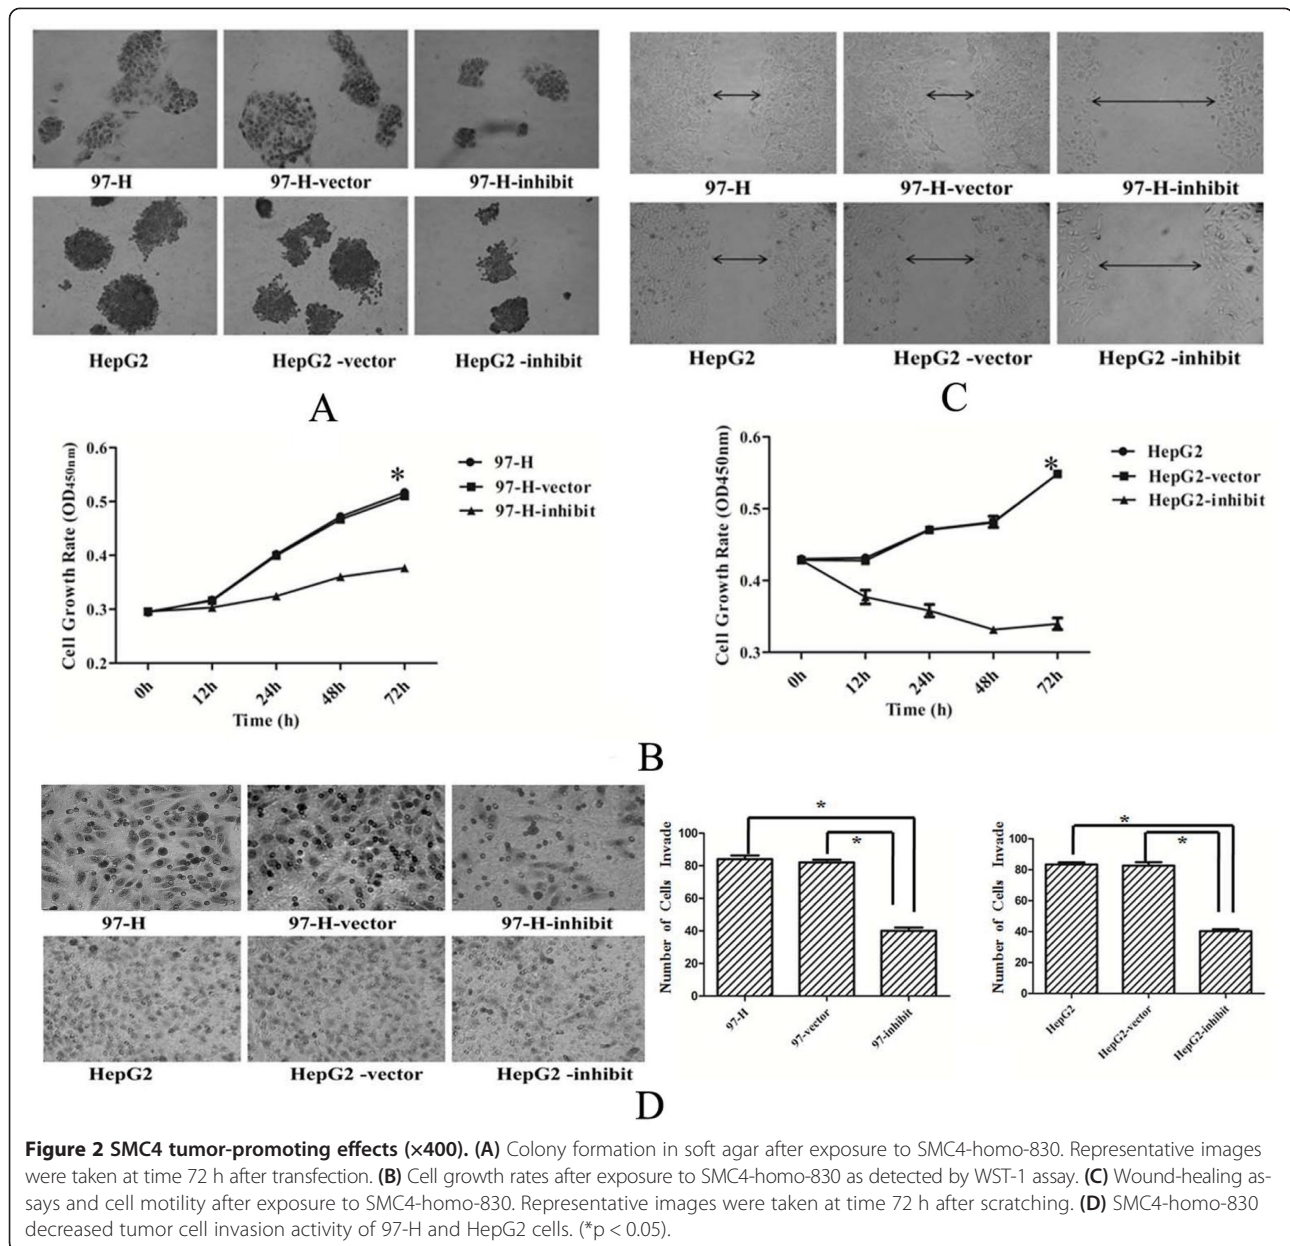 97-H 97-H-vector 97-H-inhibit
HepG2 HepG2 -vector HepG2 -inhibit
A
97-H 97-H-vector 97-H-inhibit
HepG2 HepG2 -vector HepG2 -inhibit
C
Cell Growth Rate (OD450nm)
0.6
0.5
0.4
0.3
0.2
*
97-H
97-H-vector
97-H-inhibit
0h 12h 24h 48h 72h
Time (h)
Cell Growth Rate (OD450nm)
0.6
0.5
0.4
0.3
*
HepG2
HepG2-vector
HepG2-inhibit
0h 12h 24h 48h 72h
Time (h)
B
97-H 97-H-vector 97-H-inhibit
HepG2 HepG2 -vector HepG2 -inhibit
Number of Cells Invade
100
80
60
40
20
0
*
*
97-H 97-vector 97-inhibit
Number of Cells Invade
100
80
60
40
20
0
*
*
HepG2 HepG2-vector HepG2-inhibit
D
Figure 2 SMC4 tumor-promoting effects (×400). (A) Colony formation in soft agar after exposure to SMC4-homo-830. Representative images
were taken at time 72 h after transfection. (B) Cell growth rates after exposure to SMC4-homo-830 as detected by WST-1 assay. (C) Wound-healing as-
says and cell motility after exposure to SMC4-homo-830. Representative images were taken at time 72 h after scratching. (D) SMC4-homo-830
decreased tumor cell invasion activity of 97-H and HepG2 cells. (*p < 0.05).